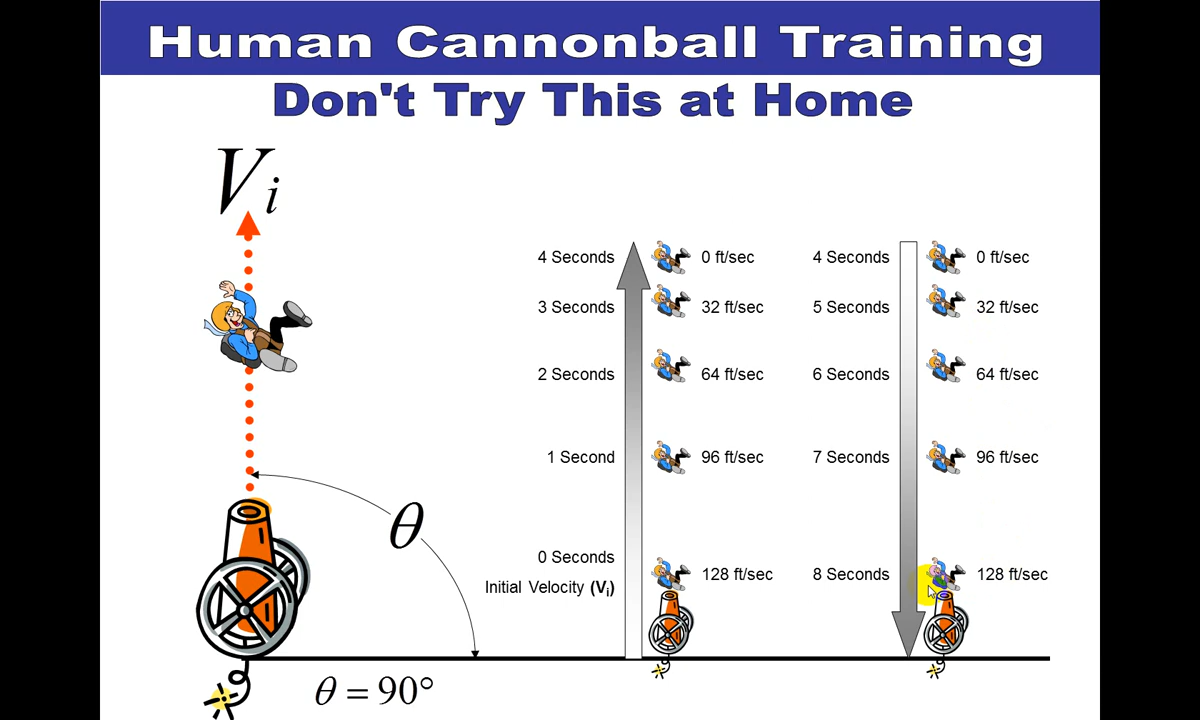 Human Cannonball Training
Don't Try This at Home
Vi
4 Seconds 0 ft/sec 4 Seconds 0 ft/sec
3 Seconds 32 ft/sec 5 Seconds 32 ft/sec
2 Seconds 64 ft/sec 6 Seconds 64 ft/sec
1 Second 96 ft/sec 7 Seconds 96 ft/sec
θ
0 Seconds
128 ft/sec 8 Seconds 128 ft/sec
Initial Velocity (Vi)
θ = 90°